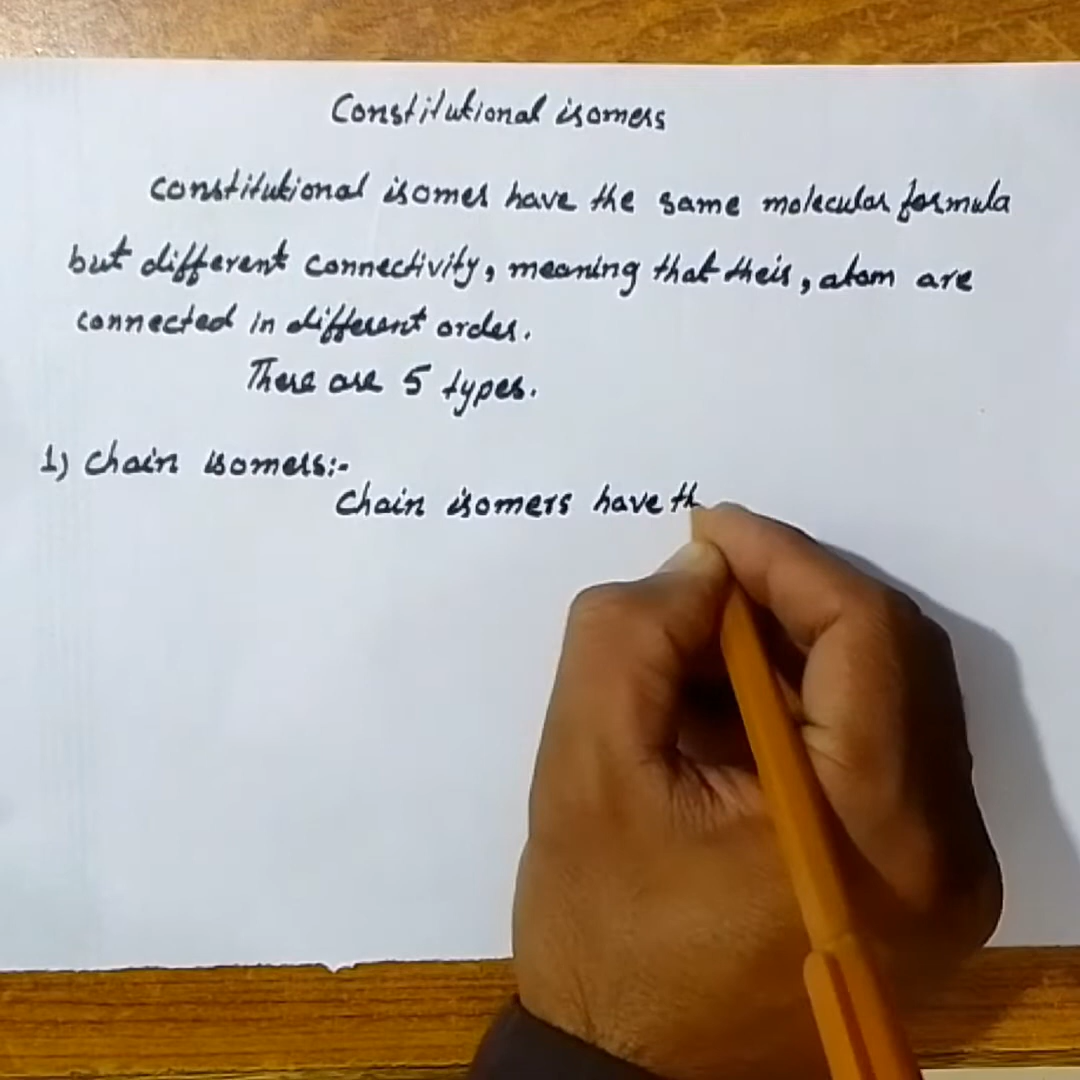 Constitutional isomers
constitutional isomes have the same molecular formula
but different connectivity, meaning that their, atom are
connected in different order.
There are 5 types.
1) Chain isomers:-
Chain isomers have th